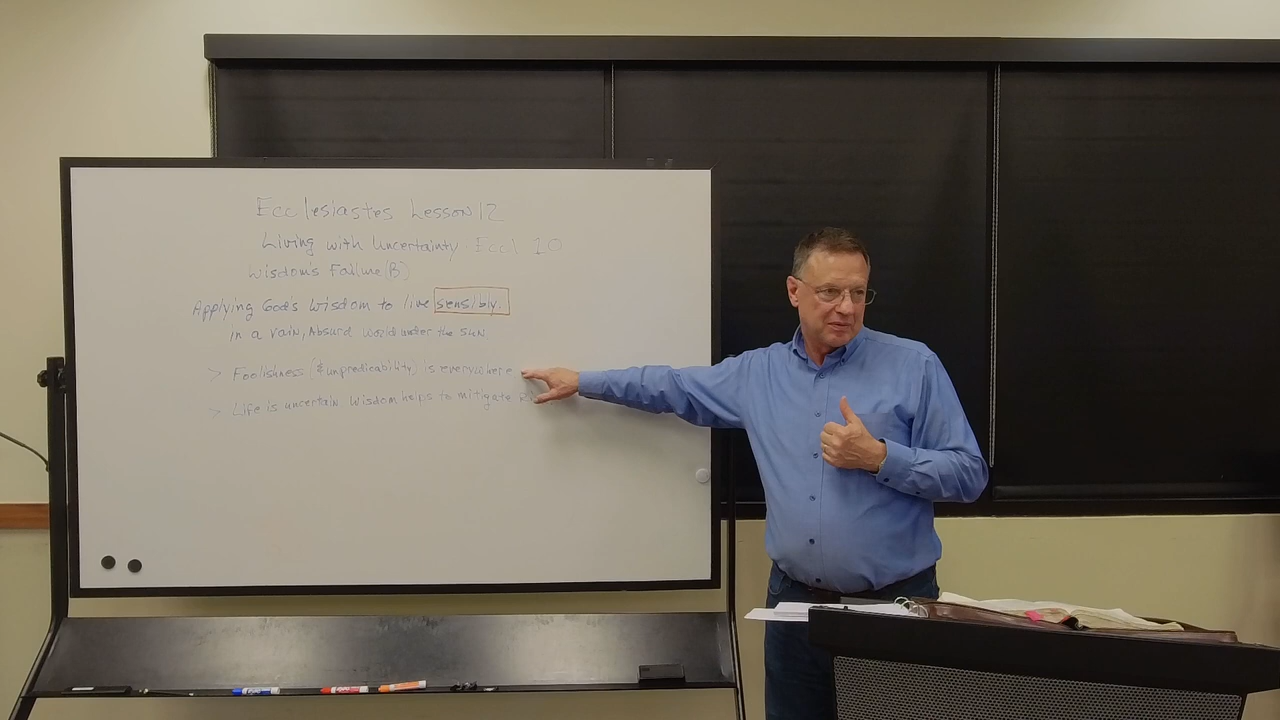 Ecclesiastes Lesson 12
Living with Uncertainty Eccl 10
Wisdom's Failure (B)
Applying God's Wisdom to live sensibly.
in a vain, Absurd World under the Sun
> Foolishness (& unpredicability) is everywhere
> Life is uncertain Wisdom helps to mitigate